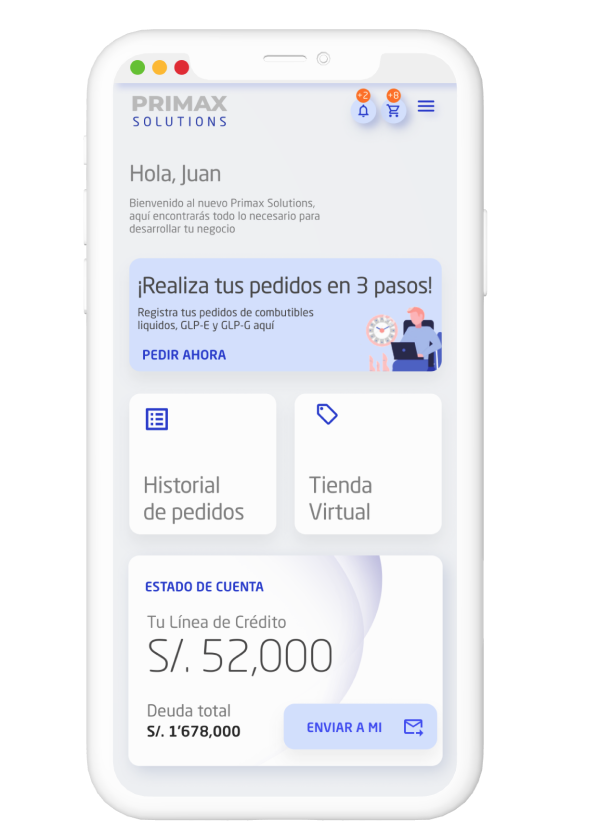 PRIMAX
SOLUTIONS
+2
+8
Hola, Juan
Bienvenido al nuevo Primax Solutions,
aquí encontrarás todo lo necesario para
desarrollar tu negocio
¡Realiza tus pedidos en 3 pasos!
Registra tus pedidos de combutibles
liquidos, GLP-E y GLP-G aquí
PEDIR AHORA
Historial
de pedidos
Tienda
Virtual
ESTADO DE CUENTA
Tu Línea de Crédito
S/. 52,000
Deuda total
S/. 1'678,000
ENVIAR A MI